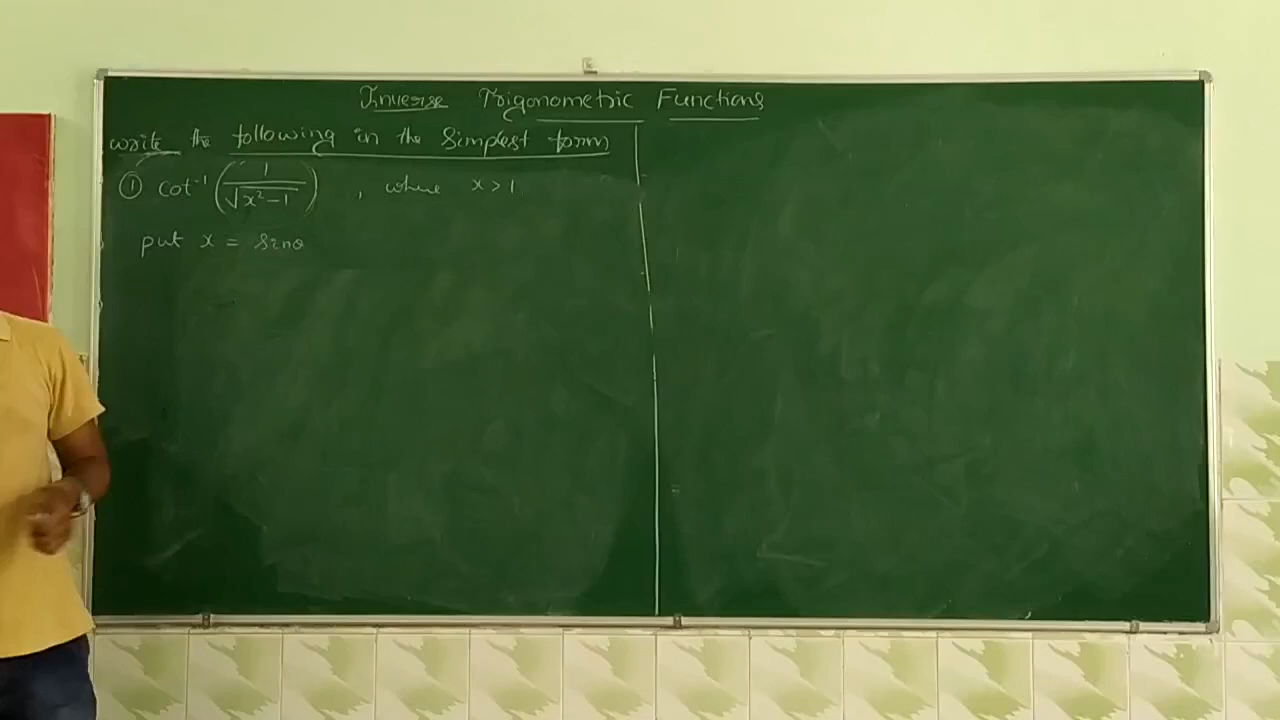 Inverse Trigonometric Functions
Write the following in the Simplest form
① cot⁻¹(1/√(x²-1)), where x>1
put x = sinθ